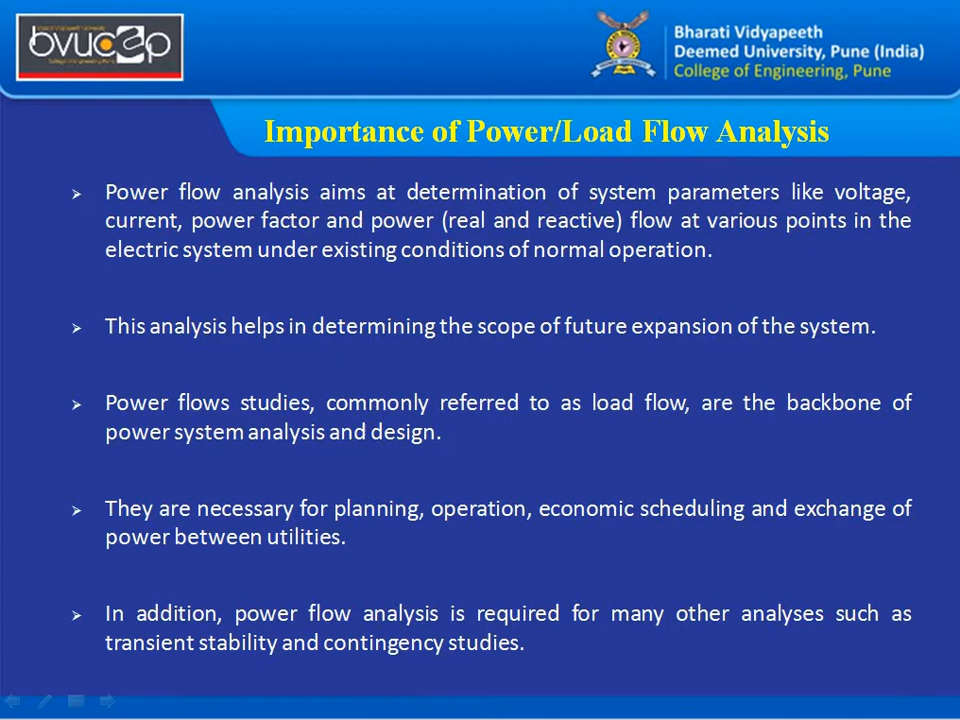 bvucoep
Bharati Vidyapeeth
Deemed University, Pune (India)
College of Engineering, Pune
Importance of Power/Load Flow Analysis
Power flow analysis aims at determination of system parameters like voltage,
current, power factor and power (real and reactive) flow at various points in the
electric system under existing conditions of normal operation.
This analysis helps in determining the scope of future expansion of the system.
Power flows studies, commonly referred to as load flow, are the backbone of
power system analysis and design.
They are necessary for planning, operation, economic scheduling and exchange of
power between utilities.
In addition, power flow analysis is required for many other analyses such as
transient stability and contingency studies.